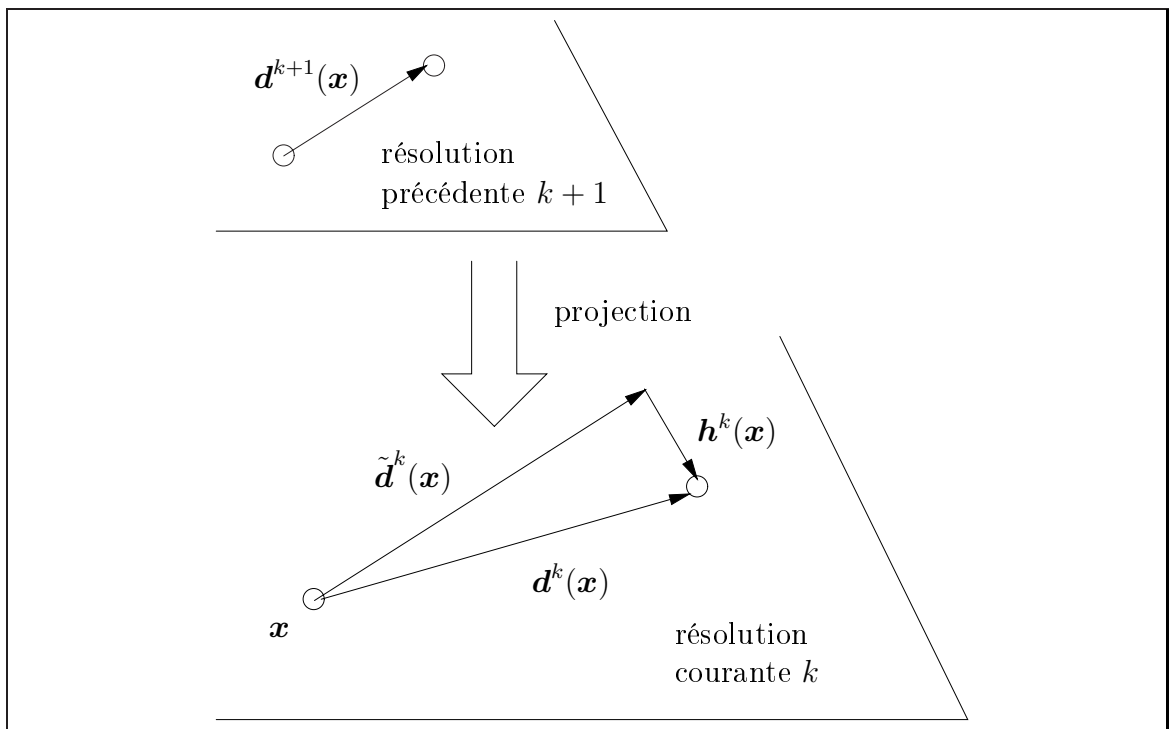 𝒅^{k+1}(𝒙)
résolution
précédente k + 1
projection
𝒉^k(𝒙)
𝒅̃^k(𝒙)
𝒅^k(𝒙)
𝒙
résolution
courante k